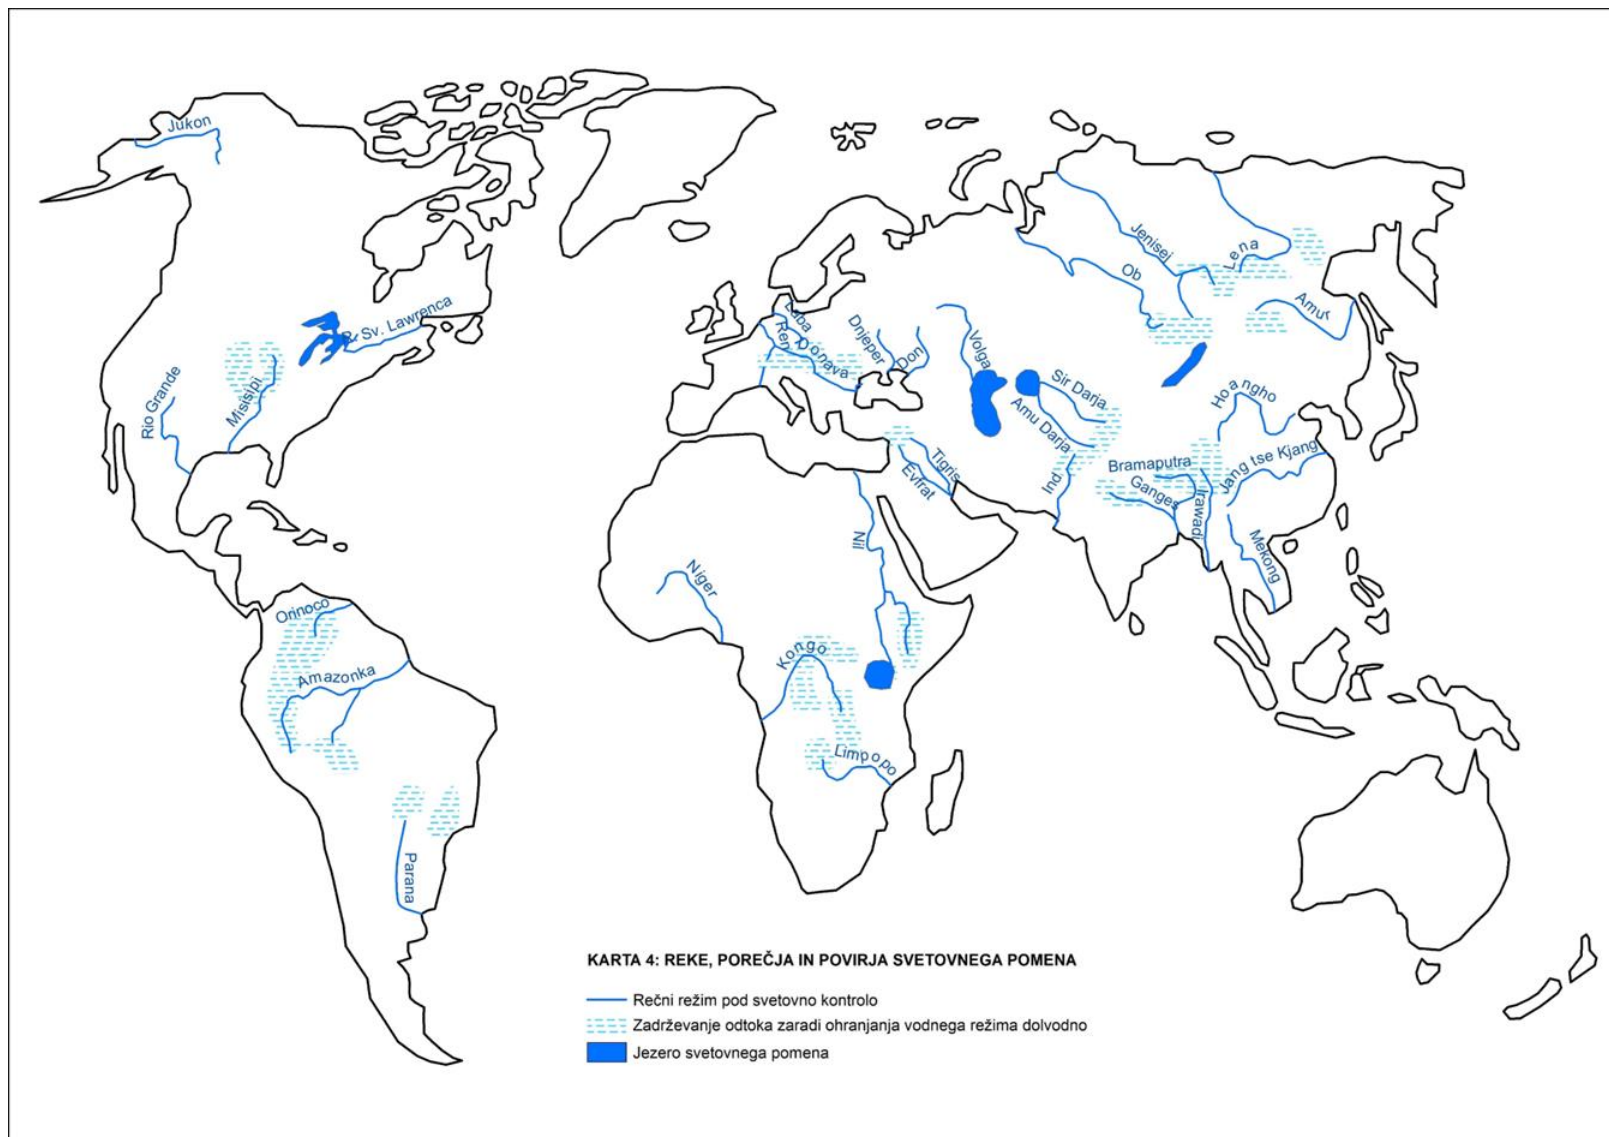 Jukon
R. Sv. Lawrenca
Rio Grande
Misisipi
Orinoco
Amazonka
Parana
Laba
Ren
Donava
Dnjeper
Don
Volga
Sir Darja
Amu Darja
Ob
Jenisej
Lena
Amur
Hoangho
Jang tse Kjang
Bramaputra
Ganges
Irawadi
Mekong
Ind
Tigris
Evfrat
Nil
Niger
Kongo
Limpopo
KARTA 4: REKE, POREČJA IN POVIRJA SVETOVNEGA POMENA
Rečni režim pod svetovno kontrolo
Zadrževanje odtoka zaradi ohranjanja vodnega režima dolvodno
Jezero svetovnega pomena